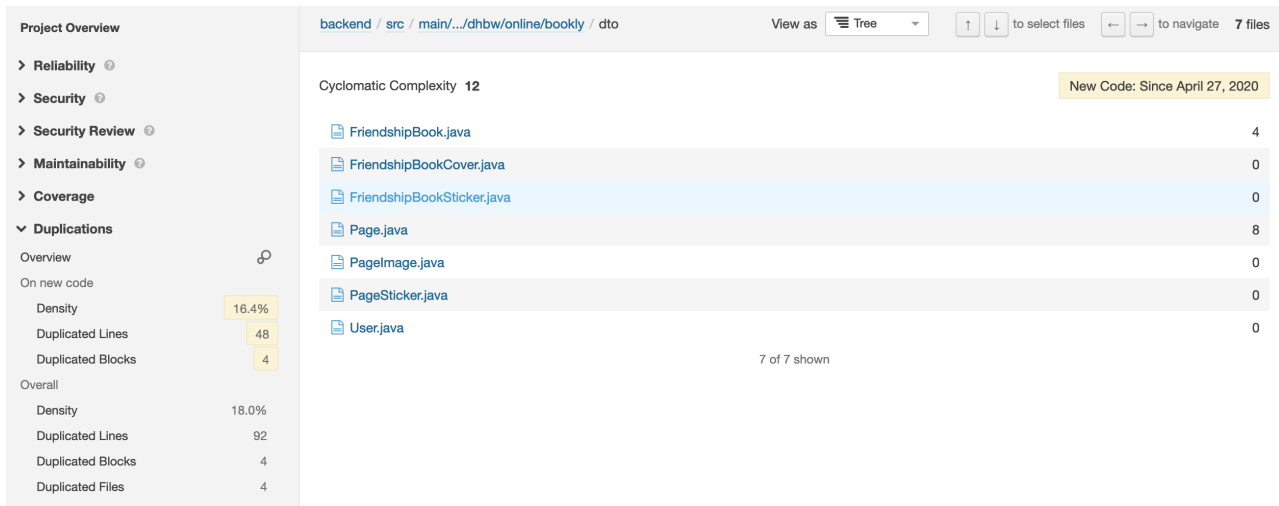 Project Overview
Reliability ?
Security ?
Security Review ?
Maintainability ?
Coverage
Duplications
Overview
On new code
Density 16.4%
Duplicated Lines 48
Duplicated Blocks 4
Overall
Density 18.0%
Duplicated Lines 92
Duplicated Blocks 4
Duplicated Files 4
backend / src / main/.../dhbw/online/bookly / dto
View as Tree ↑ ↓ to select files ← → to navigate 7 files
Cyclomatic Complexity 12
New Code: Since April 27, 2020
FriendshipBook.java 4
FriendshipBookCover.java 0
FriendshipBookSticker.java 0
Page.java 8
PageImage.java 0
PageSticker.java 0
User.java 0
7 of 7 shown